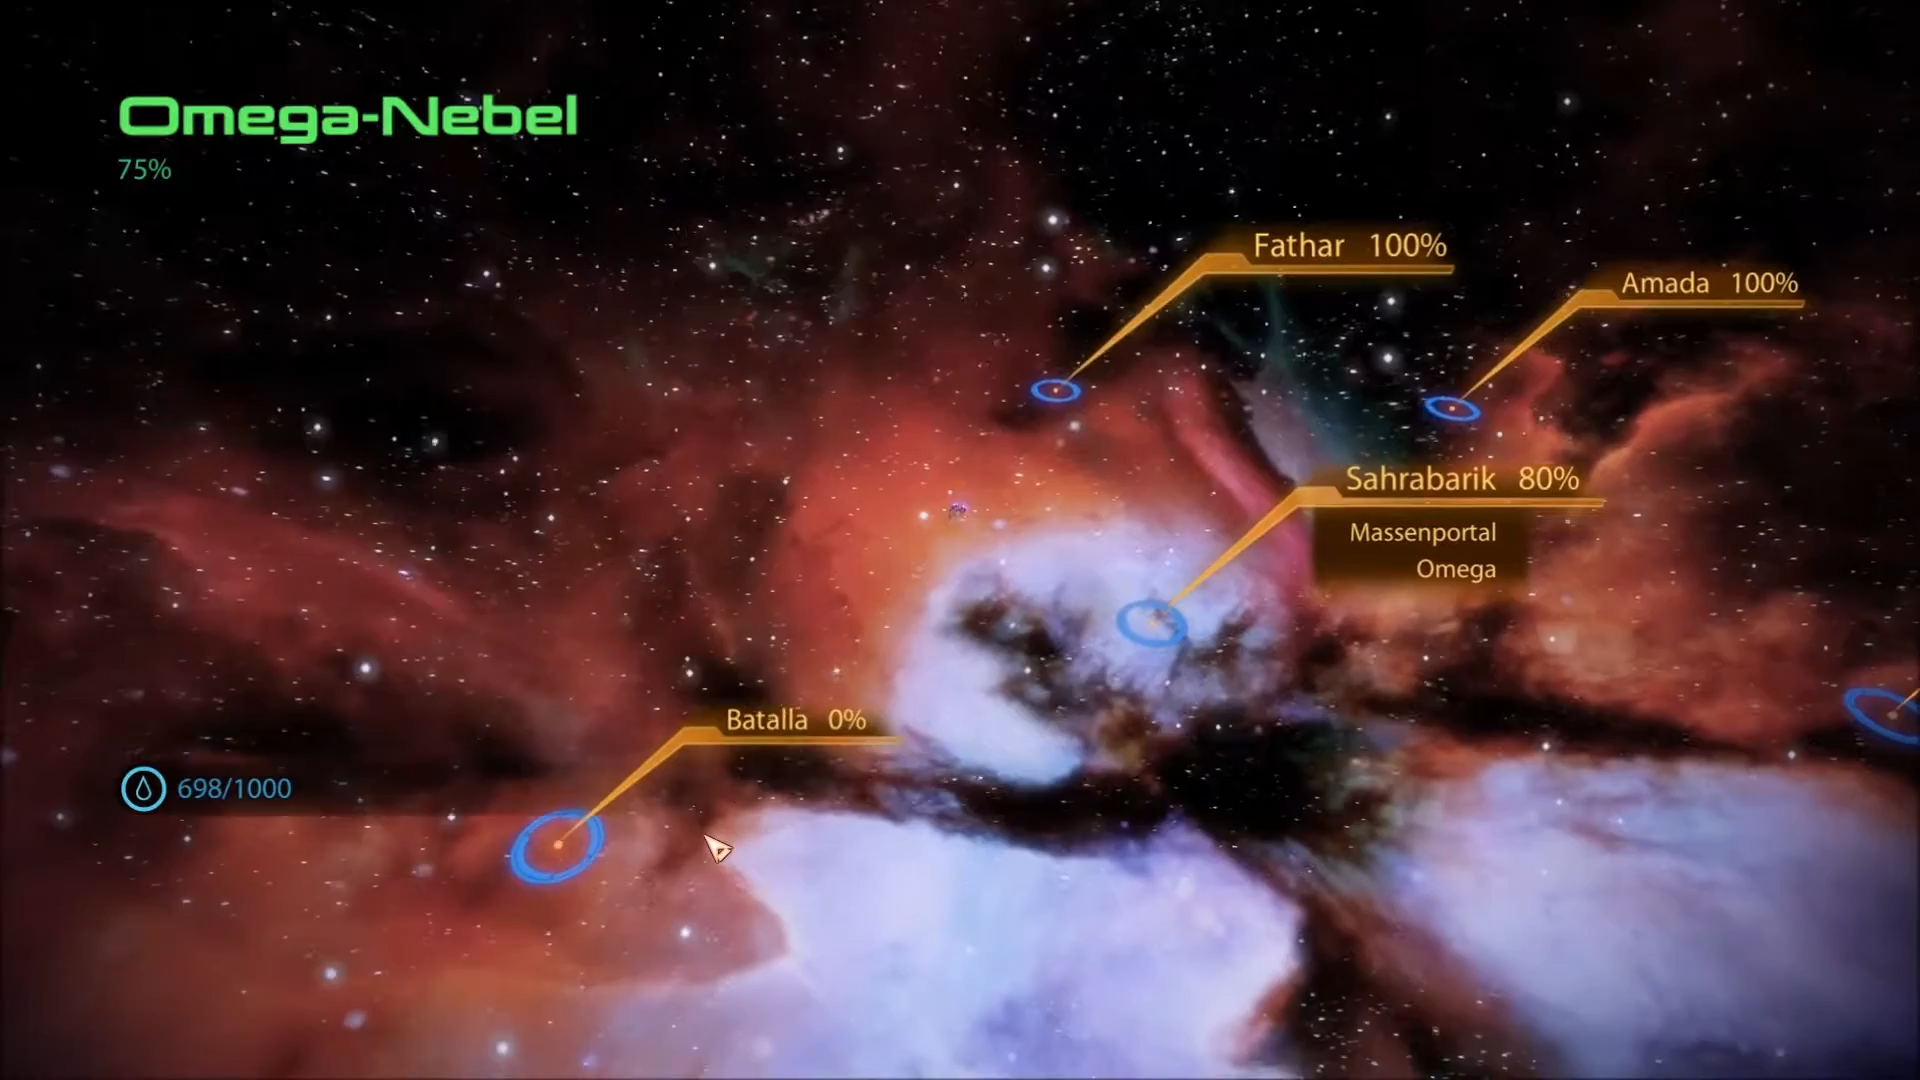 Omega-Nebel
75%
Fathar 100%
Amada 100%
Sahrabarik 80%
Massenportal
Omega
Batalla 0%
698/1000